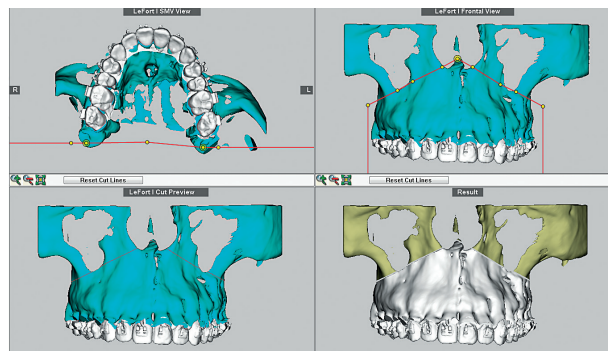 LeFort I SMV View
R
L
Reset Cut Lines
LeFort I Frontal View
Reset Cut Lines
LeFort I Cut Preview
Result